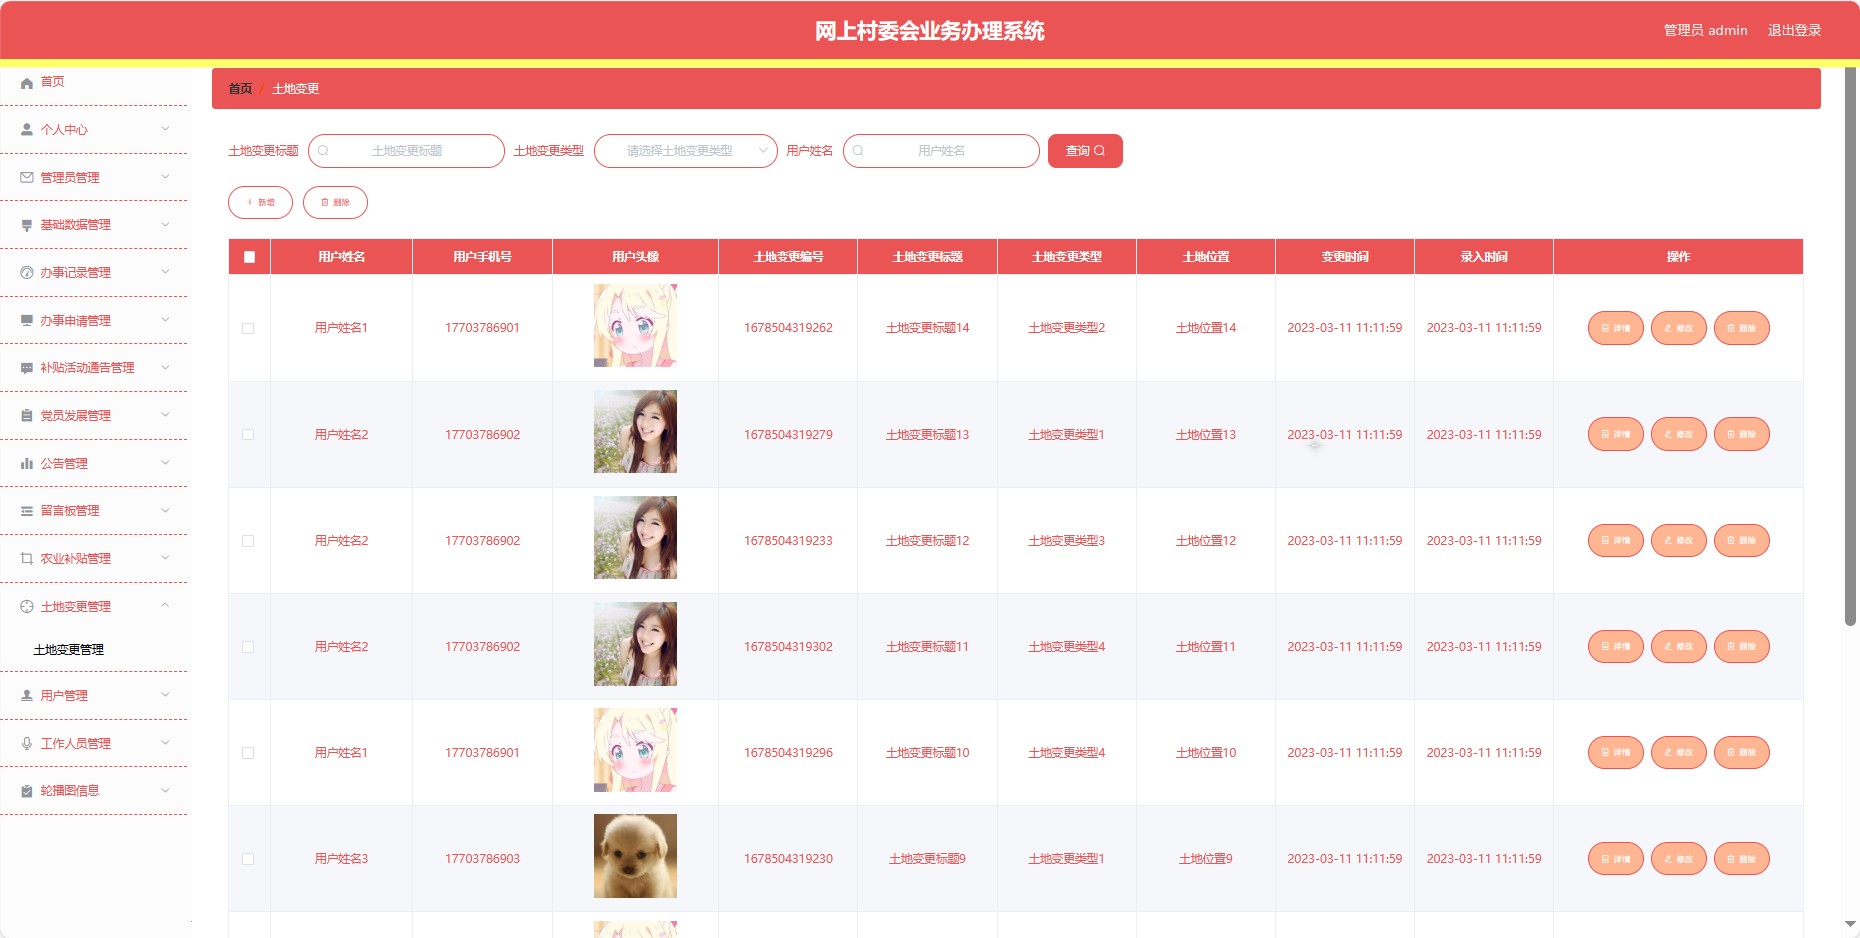 网上村委会业务办理系统
管理员 admin 退出登录
首页
个人中心
管理员管理
基础数据管理
办事记录管理
办事申请管理
补贴活动通告管理
党员发展管理
公告管理
留言板管理
农业补贴管理
土地变更管理
土地变更管理
用户管理
工作人员管理
轮播图信息
首页 / 土地变更
土地变更标题 土地变更标题 土地变更类型 请选择土地变更类型 用户姓名 用户姓名 查询
新增 删除
用户姓名 用户手机号 用户头像 土地变更编号 土地变更标题 土地变更类型 土地位置 变更时间 录入时间 操作
用户姓名1 17703786901 1678504319262 土地变更标题14 土地变更类型2 土地位置14 2023-03-11 11:11:59 2023-03-11 11:11:59 详情 修改 删除
用户姓名2 17703786902 1678504319279 土地变更标题13 土地变更类型1 土地位置13 2023-03-11 11:11:59 2023-03-11 11:11:59 详情 修改 删除
用户姓名2 17703786902 1678504319233 土地变更标题12 土地变更类型3 土地位置12 2023-03-11 11:11:59 2023-03-11 11:11:59 详情 修改 删除
用户姓名2 17703786902 1678504319302 土地变更标题11 土地变更类型4 土地位置11 2023-03-11 11:11:59 2023-03-11 11:11:59 详情 修改 删除
用户姓名1 17703786901 1678504319296 土地变更标题10 土地变更类型4 土地位置10 2023-03-11 11:11:59 2023-03-11 11:11:59 详情 修改 删除
用户姓名3 17703786903 1678504319230 土地变更标题9 土地变更类型1 土地位置9 2023-03-11 11:11:59 2023-03-11 11:11:59 详情 修改 删除